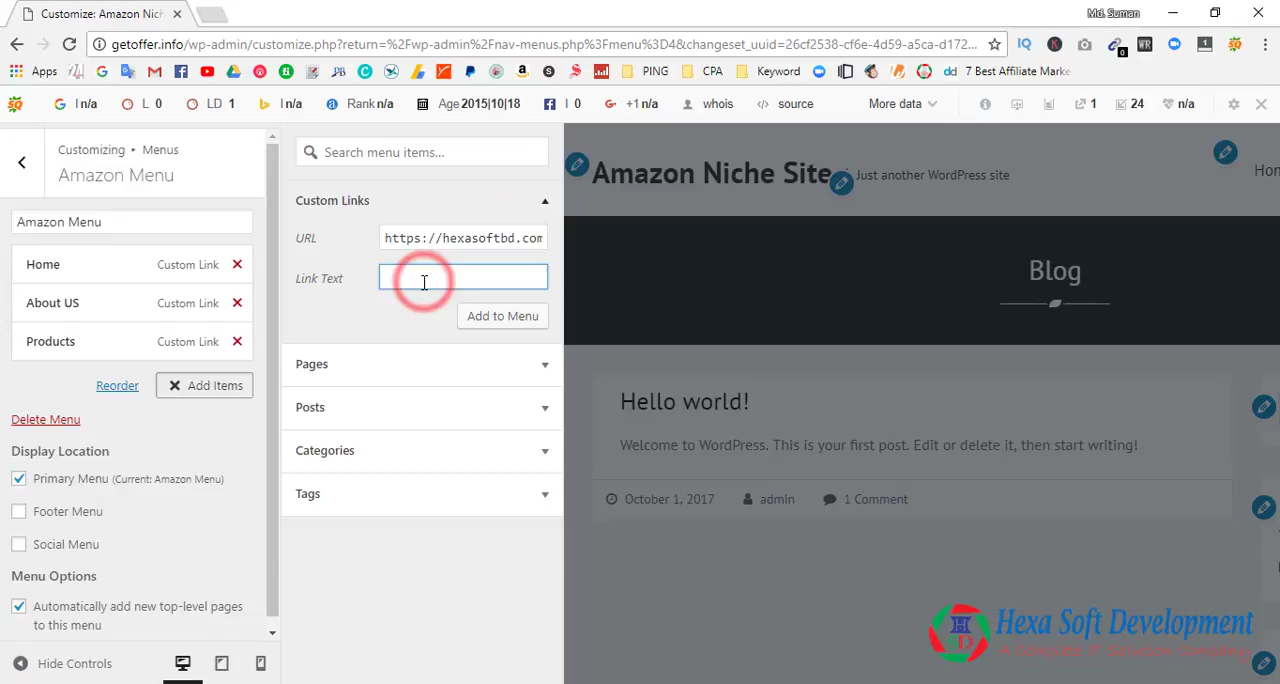 Customize: Amazon Nich
Md. Suman
getoffer.info/wp-admin/customize.php?return=%2Fwp-admin%2Fnav-menus.php%3Fmenu%3D4&changeset_uuid=26cf2538-cf6e-4d59-a5ca-d172...
Apps
PING
CPA
Keyword
7 Best Affiliate Marke
I n/a
L 0
LD 1
I n/a
Rank n/a
Age 2015|10|18
I 0
+1 n/a
whois
source
More data
1
24
n/a
Customizing ▸ Menus
Amazon Menu
Amazon Menu
Home Custom Link
About US Custom Link
Products Custom Link
Reorder
Add Items
Delete Menu
Display Location
Primary Menu (Current: Amazon Menu)
Footer Menu
Social Menu
Menu Options
Automatically add new top-level pages
to this menu
Hide Controls
Search menu items...
Custom Links
URL https://hexasoftbd.com
Link Text
Add to Menu
Pages
Posts
Categories
Tags
Amazon Niche Site
Just another WordPress site
Hom
Blog
Hello world!
Welcome to WordPress. This is your first post. Edit or delete it, then start writing!
October 1, 2017 admin 1 Comment
Hexa Soft Development
A Complete IT Solution Company